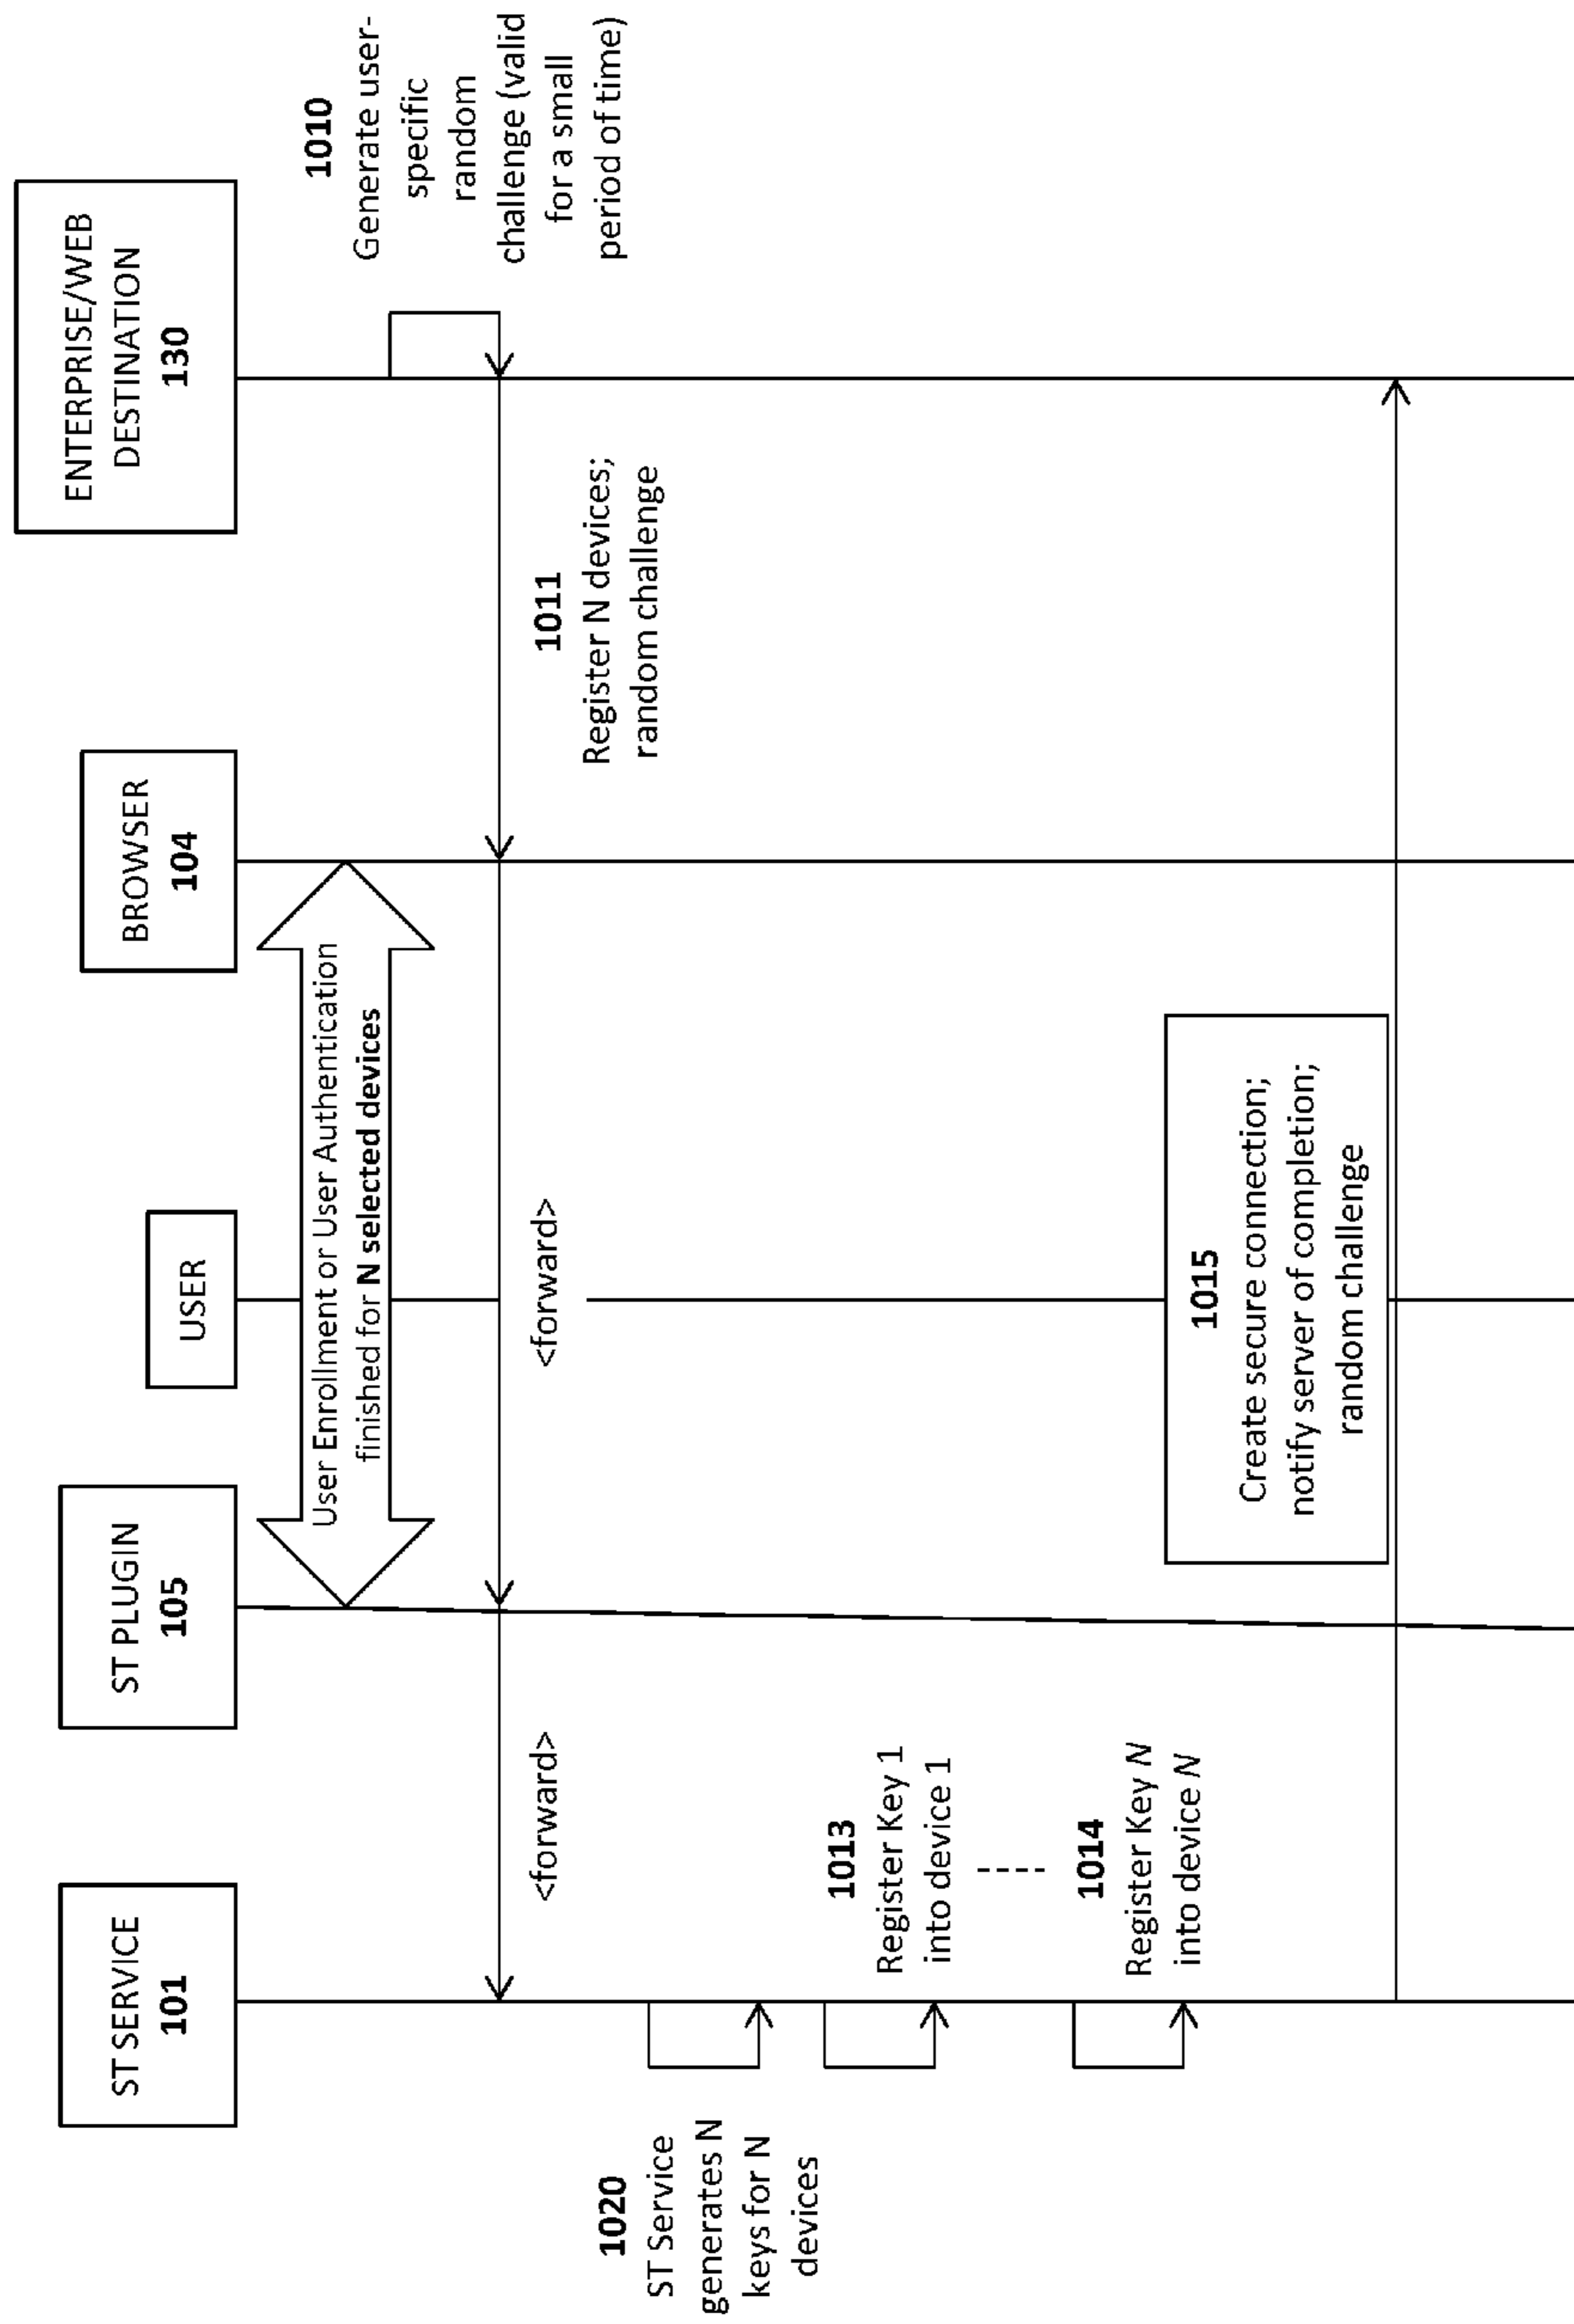 ST SERVICE
101
ST PLUGIN
105
USER
BROWSER
104
ENTERPRISE/WEB
DESTINATION
130
User Enrollment or User Authentication
finished for N selected devices
1010
Generate user-
specific
random
challenge (valid
for a small
period of time)
1011
Register N devices;
random challenge
<forward>
<forward>
1020
ST Service
generates N
keys for N
devices
1013
Register Key 1
into device 1
1014
Register Key N
into device N
1015
Create secure connection;
notify server of completion;
random challenge